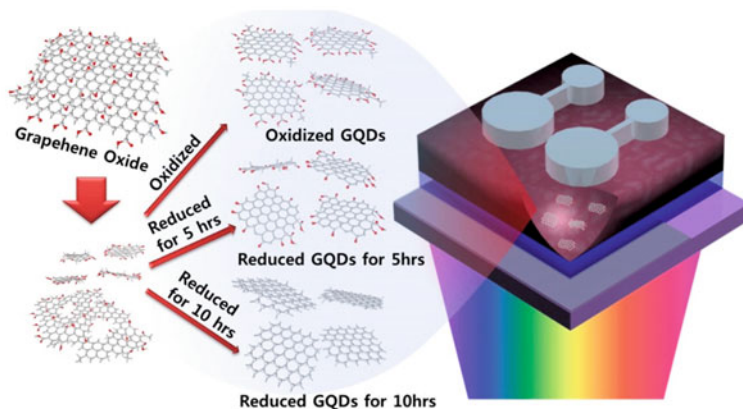 Grapehene Oxide
Oxidized
Oxidized GQDs
Reduced
for 5 hrs
Reduced GQDs for 5hrs
Reduced
for 10 hrs
Reduced GQDs for 10hrs